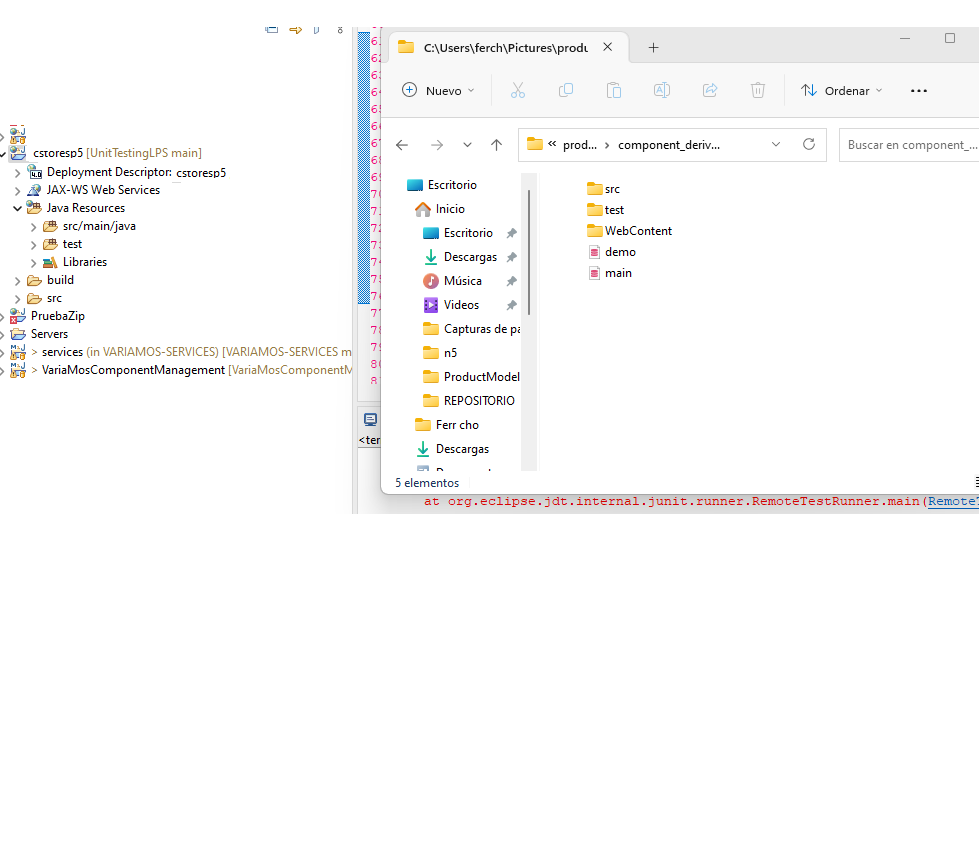 cstoresp5 [UnitTestingLPS main]
Deployment Descriptor: cstoresp5
JAX-WS Web Services
Java Resources
src/main/java
test
Libraries
build
src
PruebaZip
Servers
> services (in VARIAMOS-SERVICES) [VARIAMOS-SERVICES m
> VariaMosComponentManagement [VariaMosComponentM
77
<ter
C:\Users\ferch\Pictures\produ
Nuevo
Ordenar
« prod... > component_deriv...
Buscar en component_...
Escritorio
Inicio
Escritorio
Descargas
Música
Videos
Capturas de pa
n5
ProductModel
REPOSITORIO
Ferr cho
Descargas
src
test
WebContent
demo
main
5 elementos
at org.eclipse.jdt.internal.junit.runner.RemoteTestRunner.main(RemoteT